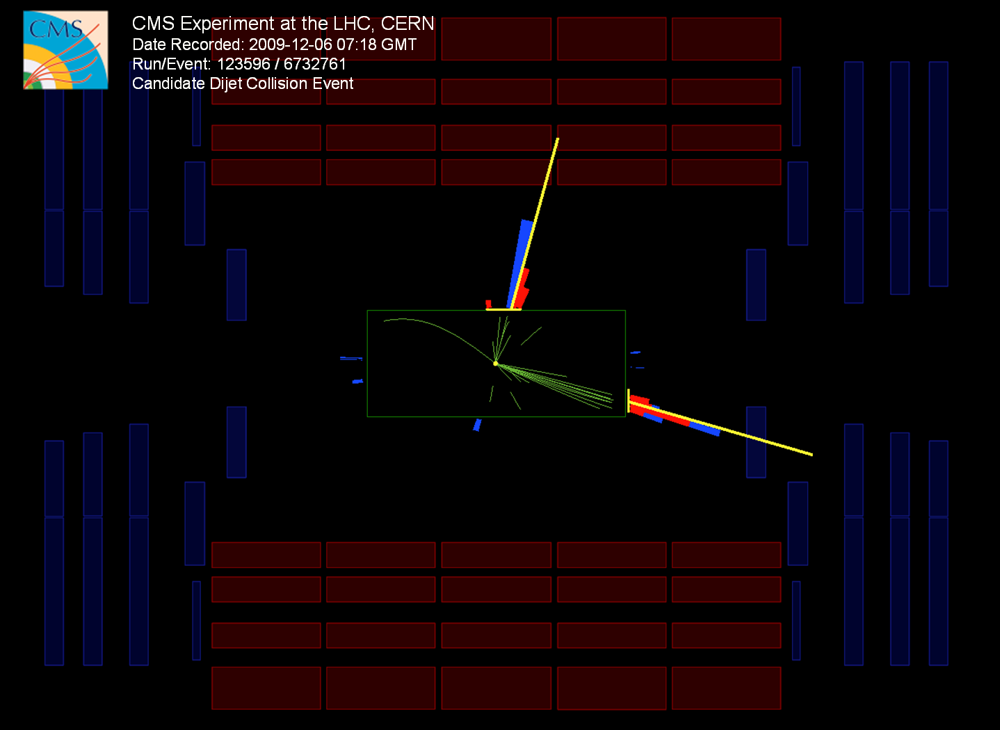 CMS
CMS Experiment at the LHC, CERN
Date Recorded: 2009-12-06 07:18 GMT
Run/Event: 123596 / 6732761
Candidate Dijet Collision Event